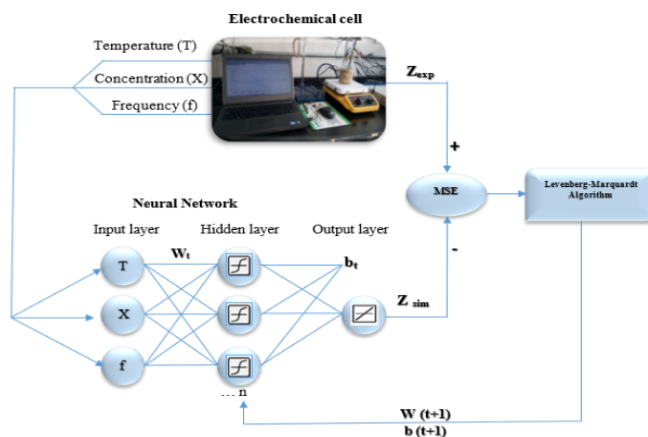 Electrochemical cell
Temperature (T)
Concentration (X)
Frequency (f)
Zexp
+
MSE
Levenberg-Marquardt
Algorithm
-
Neural Network
Input layer
Hidden layer
Output layer
Wt
bt
T
X
f
Z sim
... n
W (t+1)
b (t+1)